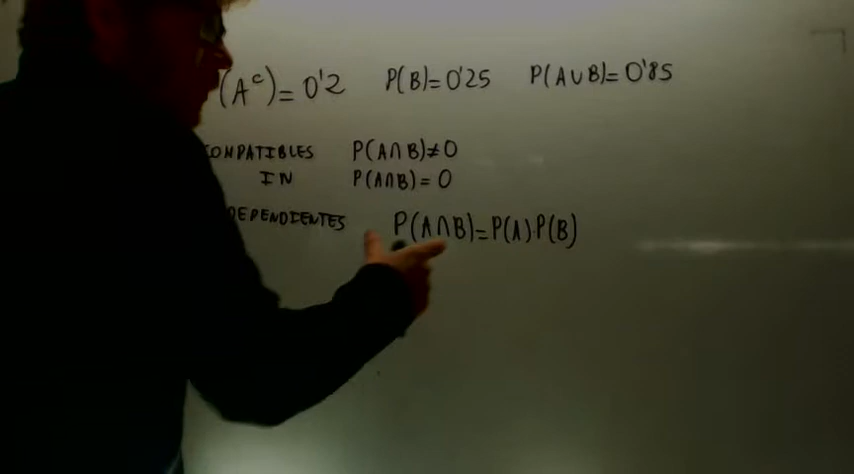 (Aᶜ)=0'2 P(B)=0'25 P(A∪B)=0'85
OMPATIBLES P(A∩B)≠0
IN P(A∩B)=0
DEPENDIENTES P(A∩B)=P(A)·P(B)